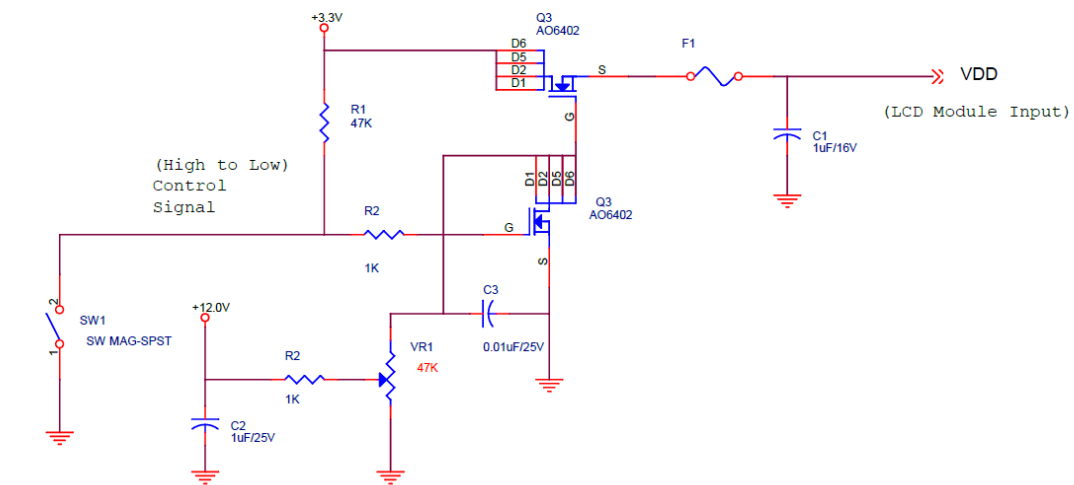 +3.3V
Q3
AO6402
D6
D5
D2
D1
S
G
F1
VDD
(LCD Module Input)
R1
47K
C1
1uF/16V
(High to Low)
Control
Signal
D1
D2
D5
D6
Q3
AO6402
R2
1K
G
S
2
1
SW1
SW MAG-SPST
+12.0V
C3
0.01uF/25V
R2
1K
VR1
47K
C2
1uF/25V